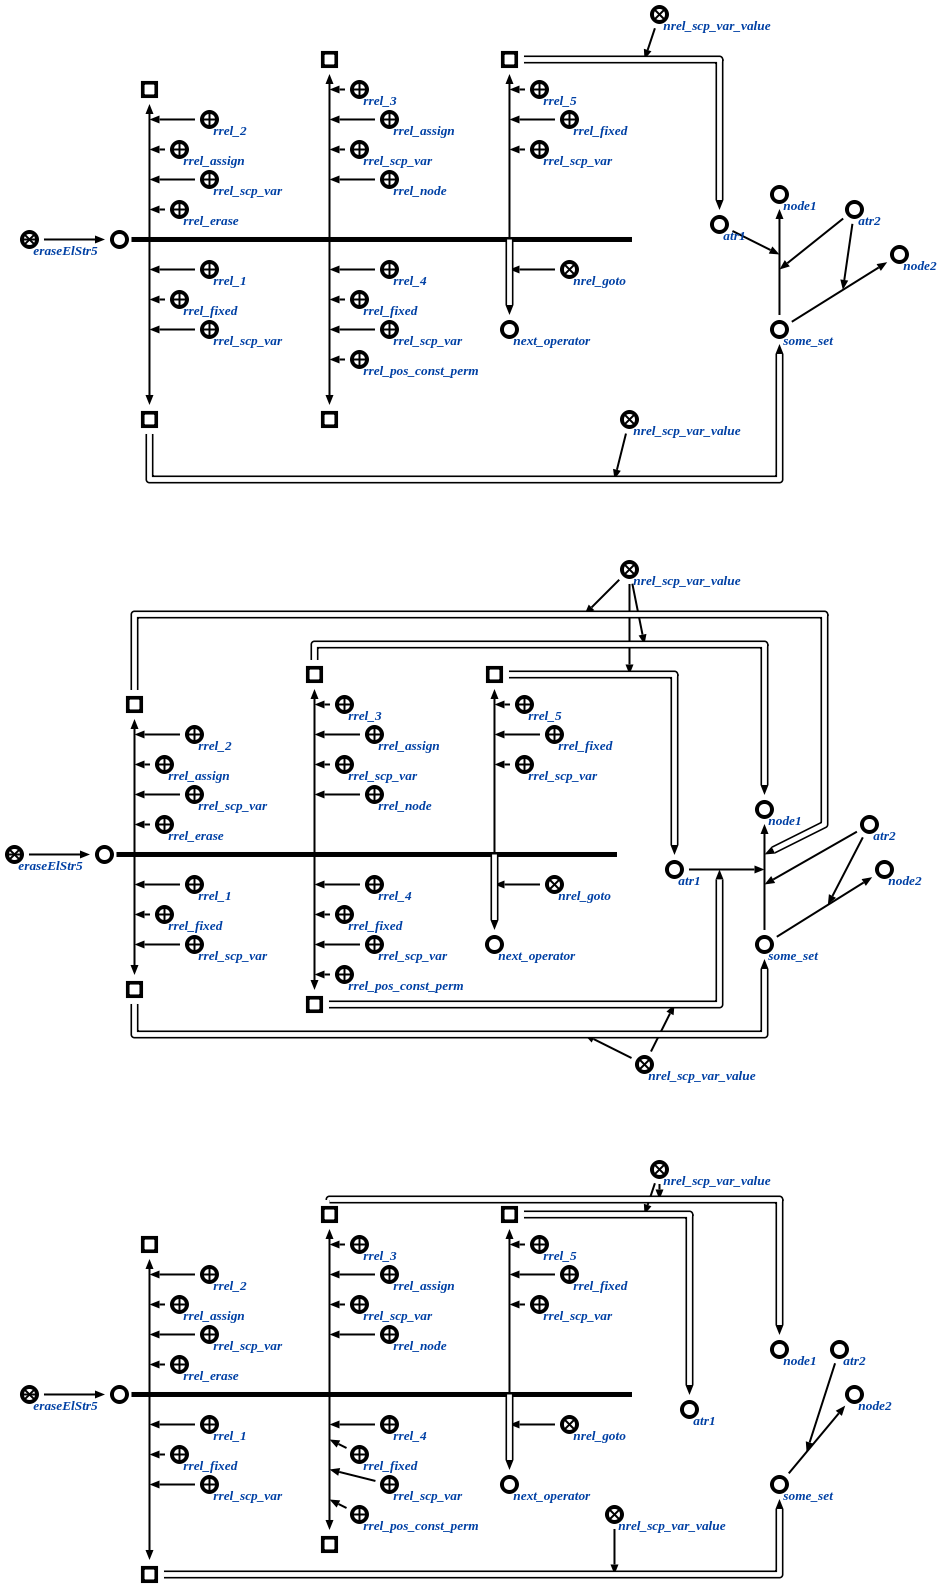 nrel_scp_var_value
rrel_3
rrel_5
rrel_2
rrel_assign
rrel_fixed
rrel_assign
rrel_scp_var
rrel_scp_var
rrel_scp_var
rrel_node
node1
rrel_erase
atr2
atr1
eraseElStr5
node2
rrel_1
rrel_4
nrel_goto
rrel_fixed
rrel_fixed
rrel_scp_var
rrel_scp_var
next_operator
some_set
rrel_pos_const_perm
nrel_scp_var_value
nrel_scp_var_value
rrel_3
rrel_5
rrel_2
rrel_assign
rrel_fixed
rrel_assign
rrel_scp_var
rrel_scp_var
rrel_scp_var
rrel_node
node1
rrel_erase
atr2
eraseElStr5
atr1
node2
rrel_1
rrel_4
nrel_goto
rrel_fixed
rrel_fixed
rrel_scp_var
rrel_scp_var
next_operator
some_set
rrel_pos_const_perm
nrel_scp_var_value
nrel_scp_var_value
rrel_3
rrel_5
rrel_2
rrel_assign
rrel_fixed
rrel_assign
rrel_scp_var
rrel_scp_var
rrel_scp_var
rrel_node
node1
atr2
rrel_erase
eraseElStr5
node2
atr1
rrel_1
rrel_4
nrel_goto
rrel_fixed
rrel_fixed
rrel_scp_var
rrel_scp_var
next_operator
some_set
rrel_pos_const_perm
nrel_scp_var_value